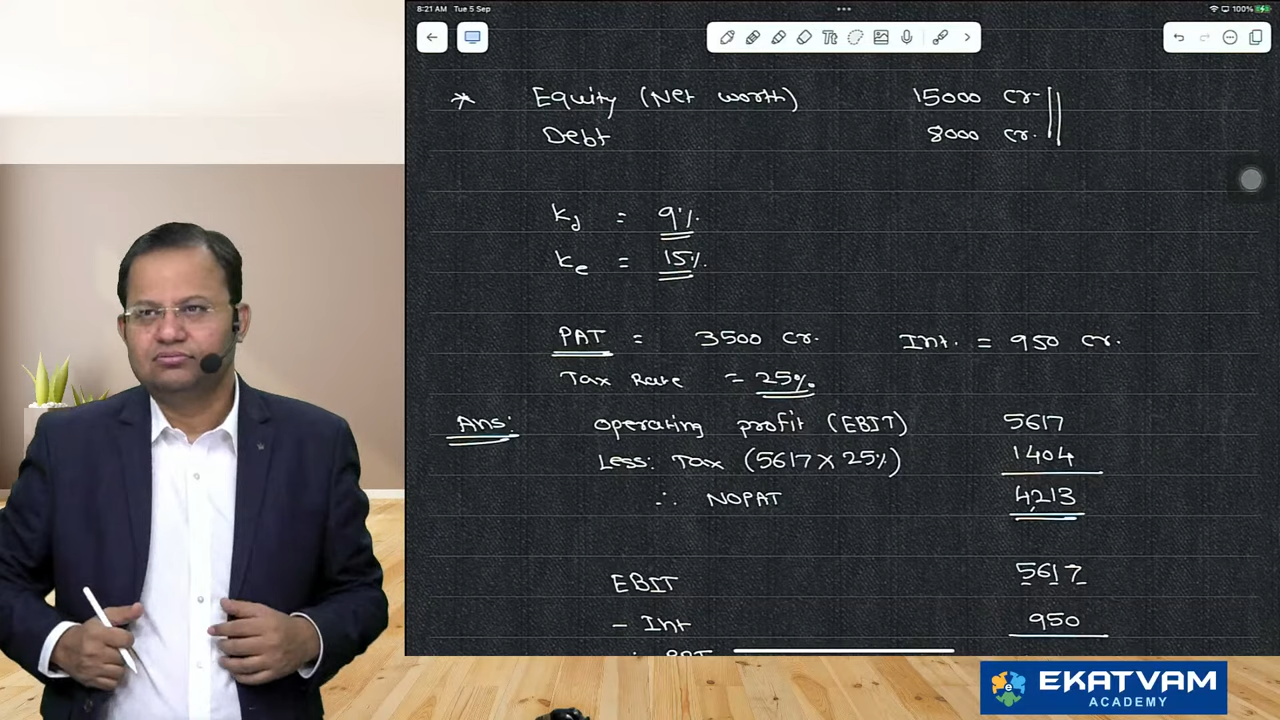 8:21 AM Tue 5 Sep
100%
* Equity (Net worth) 15000 cr.
Debt 8000 cr.
Kd = 9%
Ke = 15%
PAT = 3500 cr. Int. = 950 cr.
Tax Rate = 25%
Ans: Operating profit (EBIT) 5617
Less: Tax (5617 X 25%) 1404
∴ NOPAT 4213
EBIT 5617
- Int 950
EKATVAM
ACADEMY